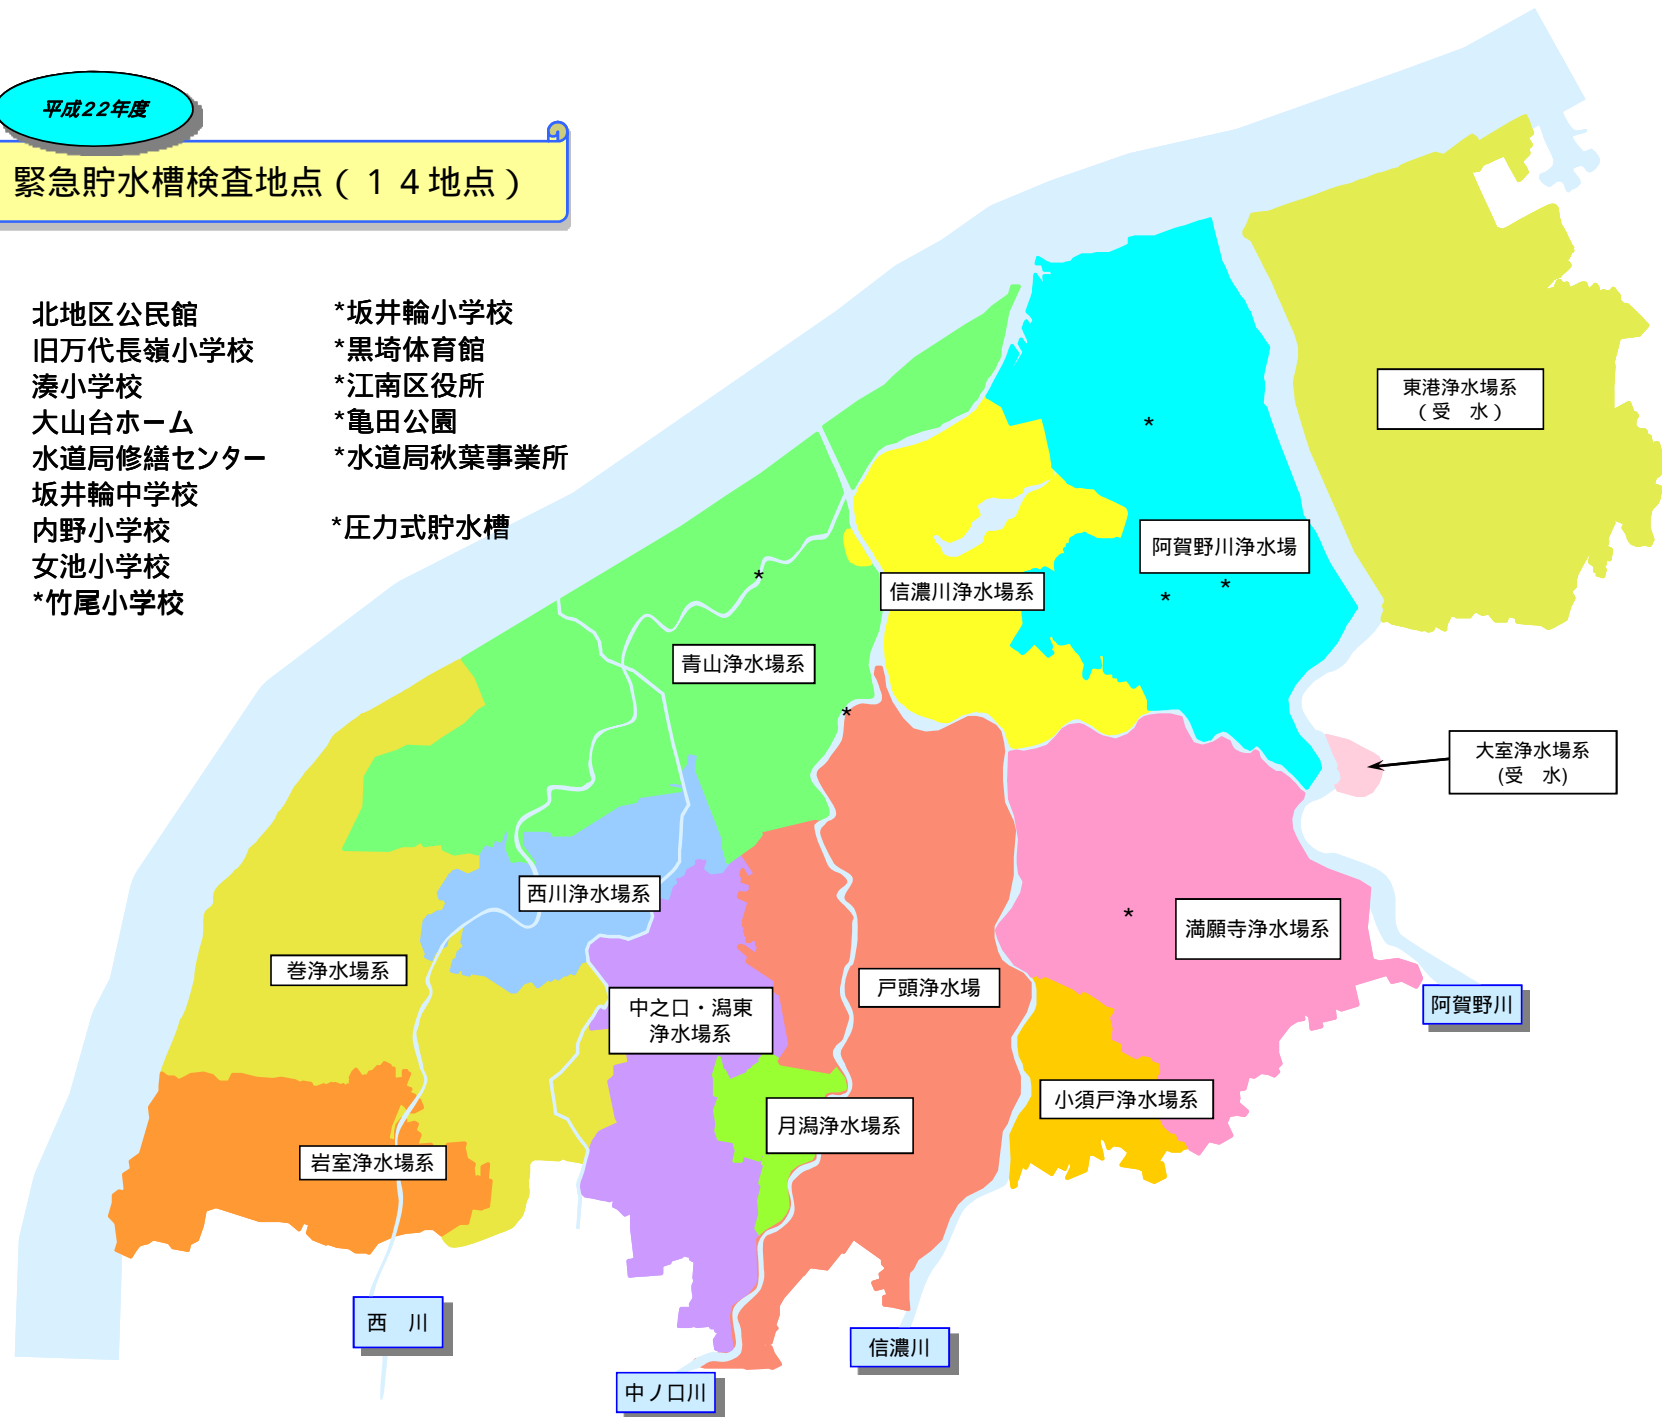 平成22年度
緊急貯水槽検査地点（１４地点）
北地区公民館
旧万代長嶺小学校
湊小学校
大山台ホーム
水道局修繕センター
坂井輪中学校
内野小学校
女池小学校
*竹尾小学校
*坂井輪小学校
*黒埼体育館
*江南区役所
*亀田公園
*水道局秋葉事業所
*圧力式貯水槽
東港浄水場系
（受　水）
*
阿賀野川浄水場
*
*
*
信濃川浄水場系
青山浄水場系
*
大室浄水場系
(受　水)
西川浄水場系
*
満願寺浄水場系
巻浄水場系
戸頭浄水場
中之口・潟東
浄水場系
阿賀野川
小須戸浄水場系
月潟浄水場系
岩室浄水場系
西　川
信濃川
中ノ口川